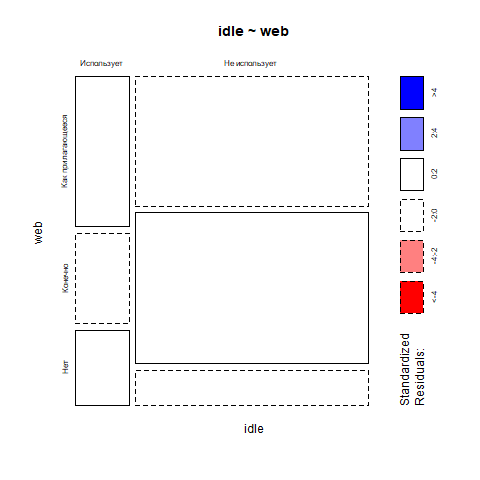 idle ~ web
Использует
Не использует
Как прилагающееся
Конечно
Нет
web
idle
>4
2:4
0:2
-2:0
-4:-2
<-4
Standardized
Residuals: